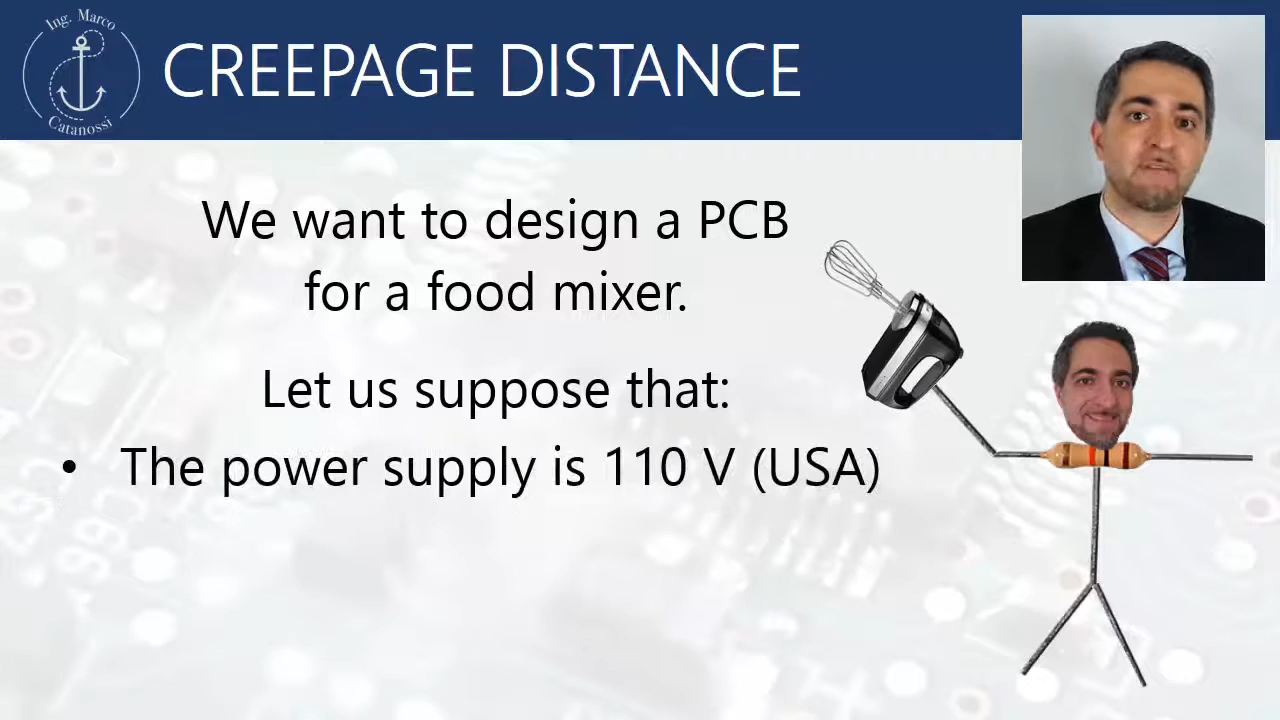 Ing. Marco
Catanossi
CREEPAGE DISTANCE
We want to design a PCB
for a food mixer.
Let us suppose that:
• The power supply is 110 V (USA)